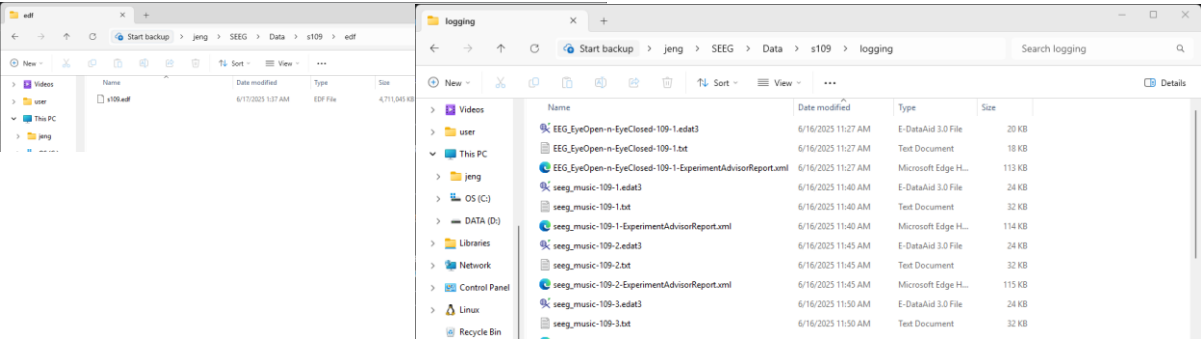 edf
Start backup > jeng > SEEG > Data > s109 > edf
New Sort View
Name Date modified Type Size
Videos
user
This PC
jeng
s109.edf 6/17/2025 1:37 AM EDF File 4,711,045 KB
logging
Start backup > jeng > SEEG > Data > s109 > logging Search logging
New Sort View Details
Name Date modified Type Size
Videos
user
This PC
jeng
OS (C:)
DATA (D:)
Libraries
Network
Control Panel
Linux
Recycle Bin
EEG_EyeOpen-n-EyeClosed-109-1.edat3 6/16/2025 11:27 AM E-DataAid 3.0 File 20 KB
EEG_EyeOpen-n-EyeClosed-109-1.txt 6/16/2025 11:27 AM Text Document 18 KB
EEG_EyeOpen-n-EyeClosed-109-1-ExperimentAdvisorReport.xml 6/16/2025 11:27 AM Microsoft Edge H... 113 KB
seeg_music-109-1.edat3 6/16/2025 11:40 AM E-DataAid 3.0 File 24 KB
seeg_music-109-1.txt 6/16/2025 11:40 AM Text Document 32 KB
seeg_music-109-1-ExperimentAdvisorReport.xml 6/16/2025 11:40 AM Microsoft Edge H... 114 KB
seeg_music-109-2.edat3 6/16/2025 11:45 AM E-DataAid 3.0 File 24 KB
seeg_music-109-2.txt 6/16/2025 11:45 AM Text Document 32 KB
seeg_music-109-2-ExperimentAdvisorReport.xml 6/16/2025 11:45 AM Microsoft Edge H... 115 KB
seeg_music-109-3.edat3 6/16/2025 11:50 AM E-DataAid 3.0 File 24 KB
seeg_music-109-3.txt 6/16/2025 11:50 AM Text Document 32 KB